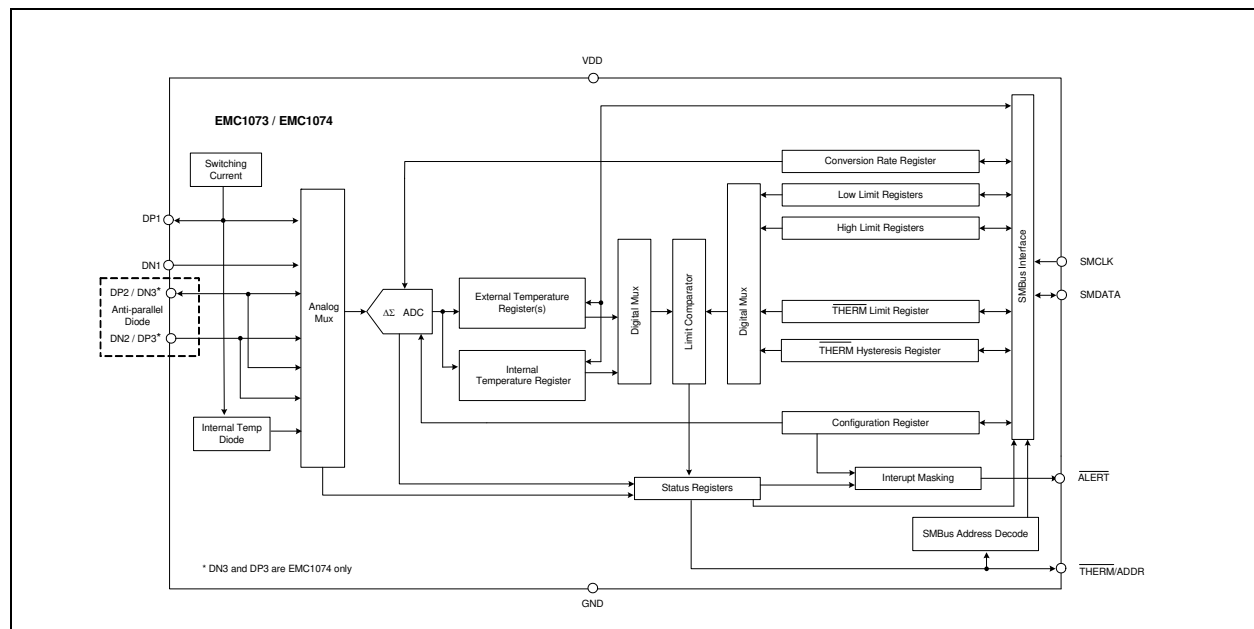 VDD
EMC1073 / EMC1074
Switching
Current
Conversion Rate Register
Low Limit Registers
High Limit Registers
DP1
DN1
DP2 / DN3*
Anti-parallel
Diode
DN2 / DP3*
Analog
Mux
ΔΣ ADC
External Temperature
Register(s)
Internal
Temperature Register
Digital Mux
Limit Comparator
Digital Mux
SMBus Interface
SMCLK
SMDATA
THERM Limit Register
THERM Hysteresis Register
Internal Temp
Diode
Configuration Register
Status Registers
Interupt Masking
ALERT
SMBus Address Decode
* DN3 and DP3 are EMC1074 only
THERM/ADDR
GND